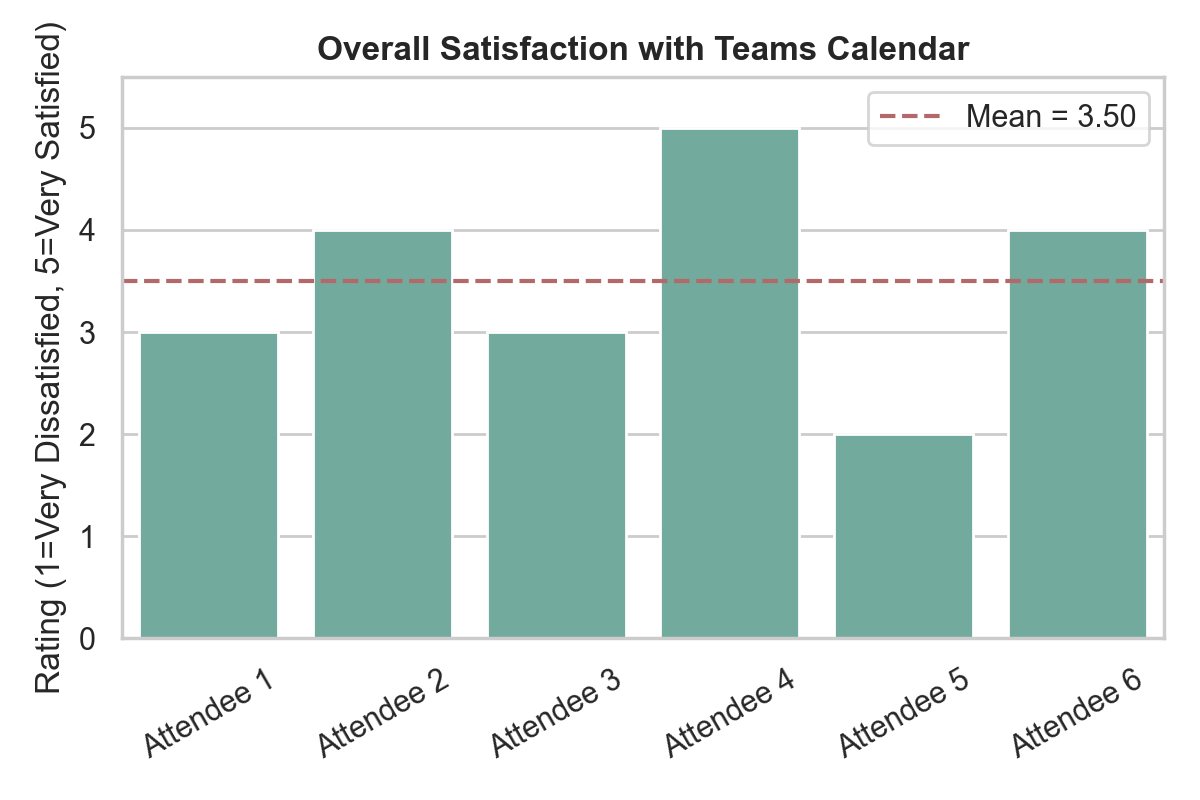 Overall Satisfaction with Teams Calendar
Rating (1=Very Dissatisfied, 5=Very Satisfied)
5
4
3
2
1
0
Mean = 3.50
Attendee 1
Attendee 2
Attendee 3
Attendee 4
Attendee 5
Attendee 6